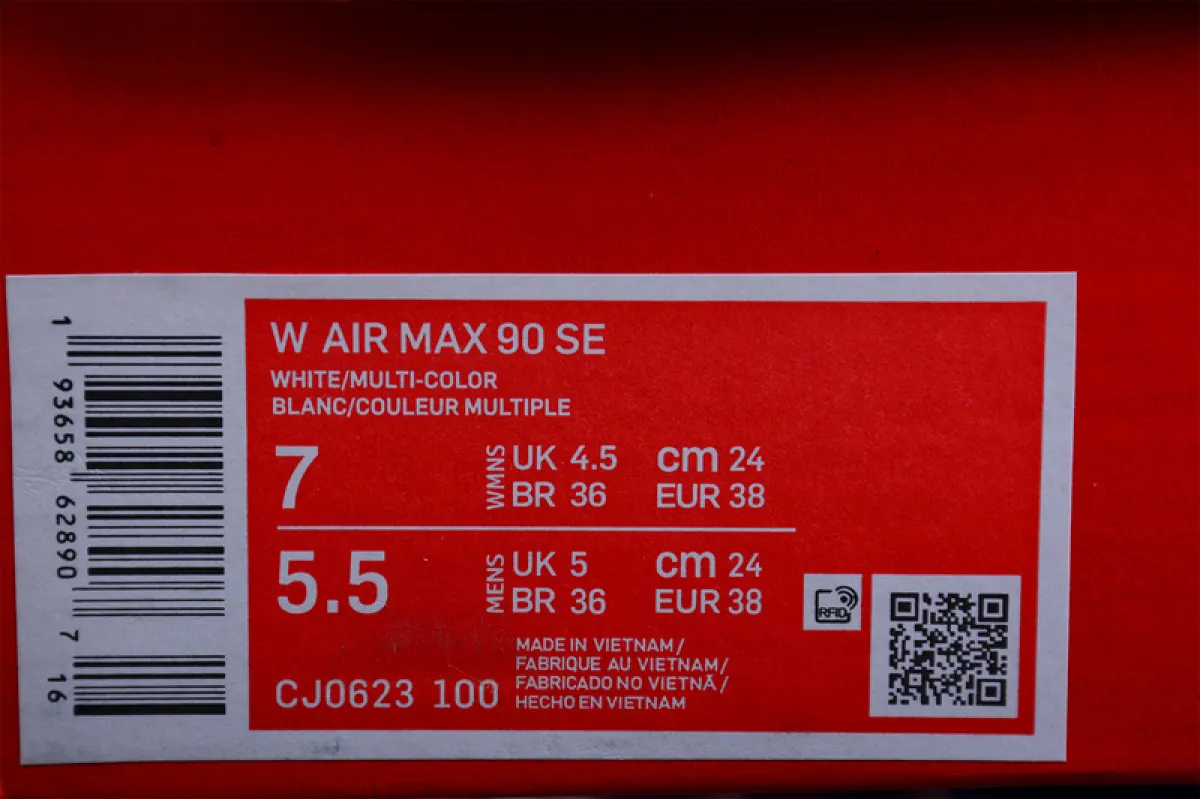 W AIR MAX 90 SE
WHITE/MULTI-COLOR
BLANC/COULEUR MULTIPLE
7
WMNS
UK 4.5 cm 24
BR 36 EUR 38
5.5
MENS
UK 5 cm 24
BR 36 EUR 38
MADE IN VIETNAM/
FABRIQUE AU VIETNAM/
FABRICADO NO VIETNÃ/
HECHO EN VIETNAM
CJ0623 100
RFID
1 93658 62890 7 16